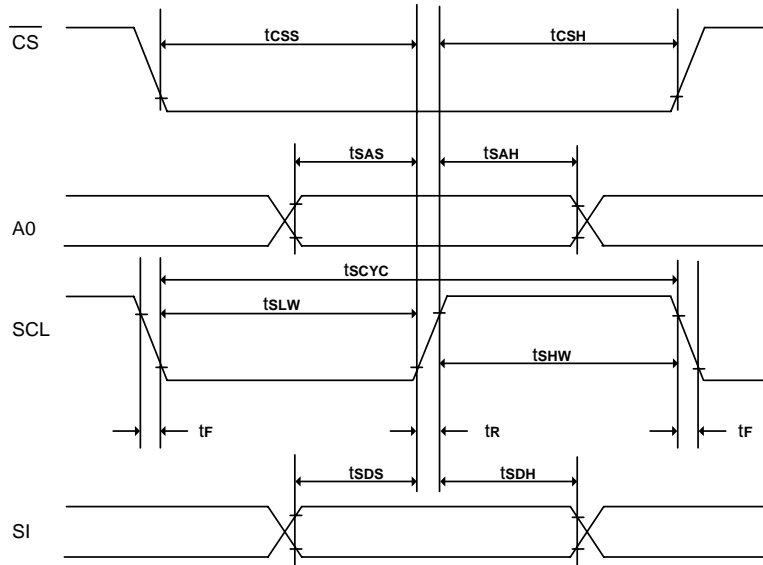 CS
tCSS
tCSH
tSAS
tSAH
A0
tSCYC
SCL
tSLW
tSHW
tF
tR
tF
tSDS
tSDH
SI